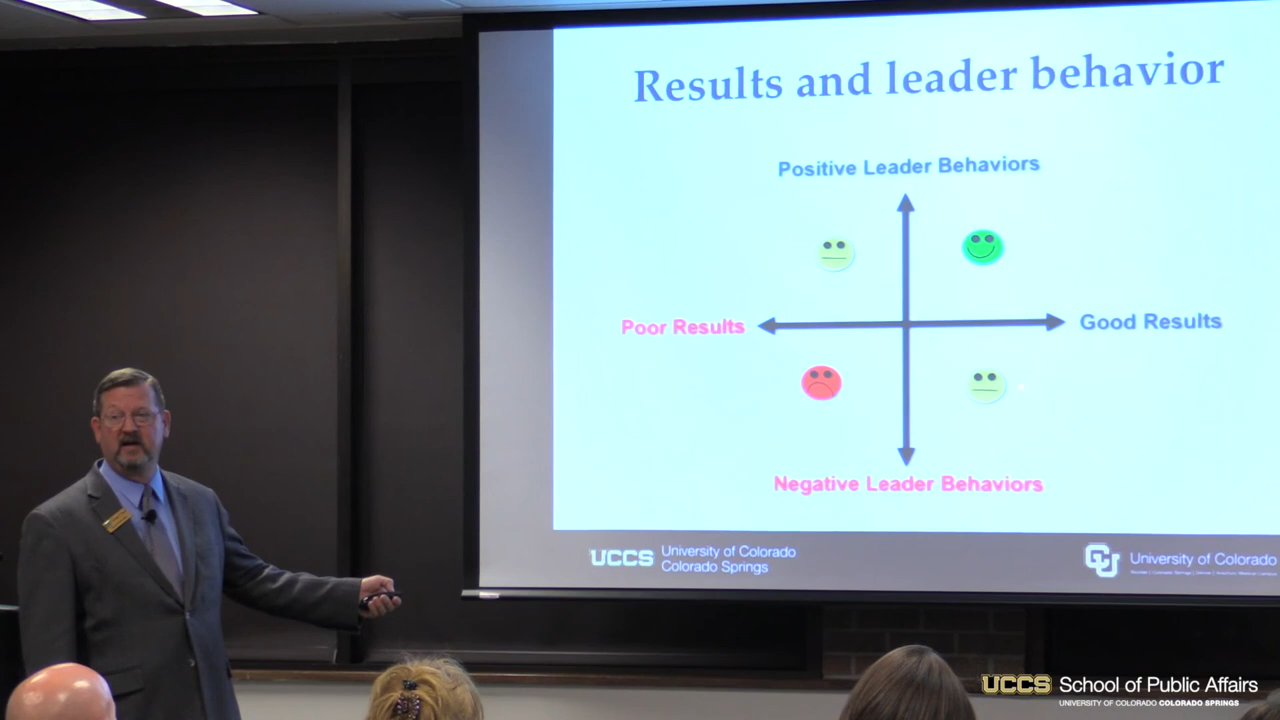 Results and leader behavior
Positive Leader Behaviors
Poor Results
Good Results
Negative Leader Behaviors
UCCS
University of Colorado
Colorado Springs
CU
University of Colorado
UCCS School of Public Affairs
UNIVERSITY OF COLORADO COLORADO SPRINGS